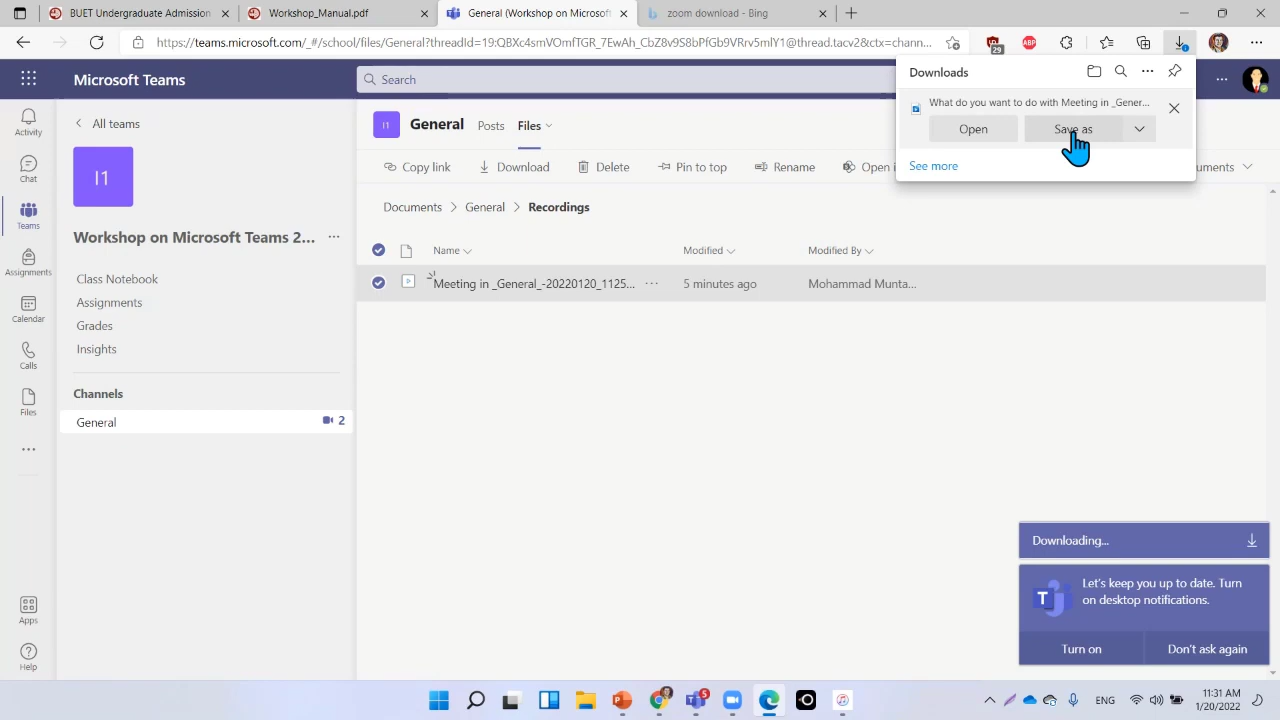 BUET Undergraduate Admission
Workshop_Manual.pdf
General (Workshop on Microsoft
zoom download - Bing
https://teams.microsoft.com/_#/school/files/General?threadId=19:QBXc4smVOmfTGR_7EwAh_CbZ8v9S8bPfGb9VRrv5mlY1@thread.tacv2&ctx=chann...
29
ABP
Microsoft Teams
Search
Downloads
What do you want to do with Meeting in _Gener...
Open
Save as
See more
Activity
Chat
Teams
Assignments
Calendar
Calls
Files
Apps
Help
All teams
I1
Workshop on Microsoft Teams 2...
Class Notebook
Assignments
Grades
Insights
Channels
General
2
I1
General
Posts
Files
Copy link
Download
Delete
Pin to top
Rename
Open i
uments
Documents > General > Recordings
Name
Modified
Modified By
Meeting in _General_-20220120_1125...
5 minutes ago
Mohammad Munta...
Downloading...
Let's keep you up to date. Turn
on desktop notifications.
Turn on
Don't ask again
5
ENG
11:31 AM
1/20/2022